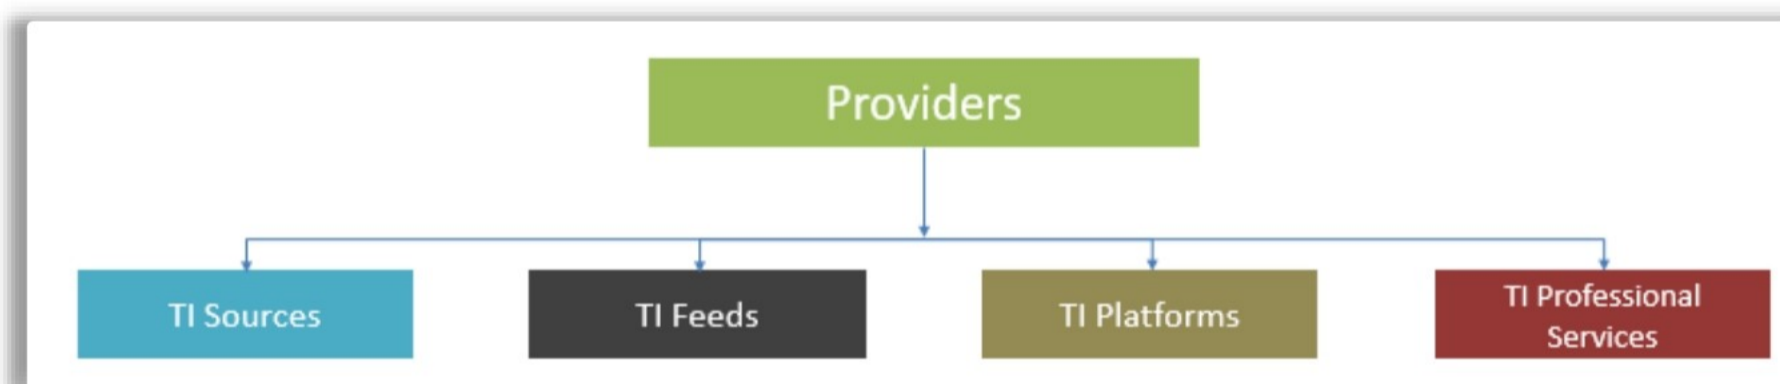 Providers
TI Sources
TI Feeds
TI Platforms
TI Professional
Services